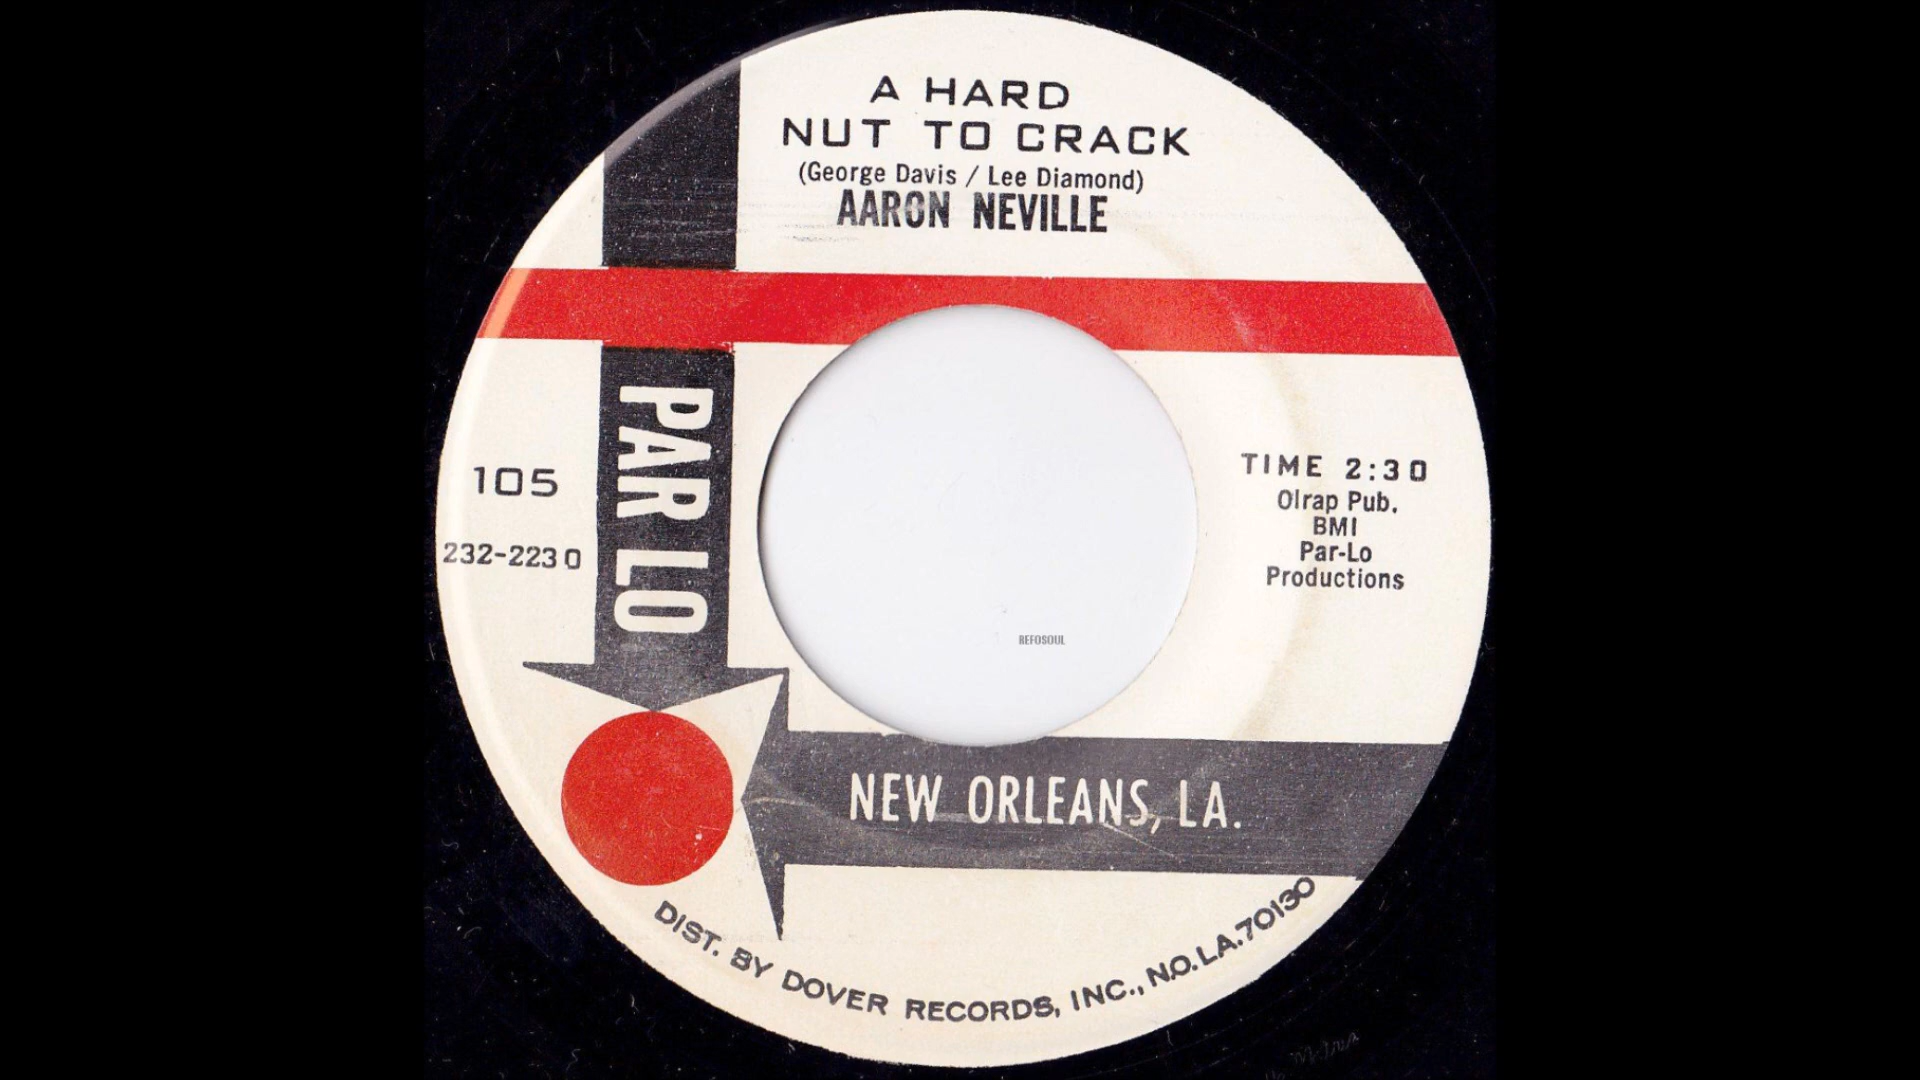 A HARD
NUT TO CRACK
(George Davis / Lee Diamond)
AARON NEVILLE
PAR LO
105
232-2230
TIME 2:30
Olrap Pub.
BMI
Par-Lo
Productions
REFOSOUL
NEW ORLEANS, LA.
DIST. BY DOVER RECORDS, INC., N.O. LA. 70130